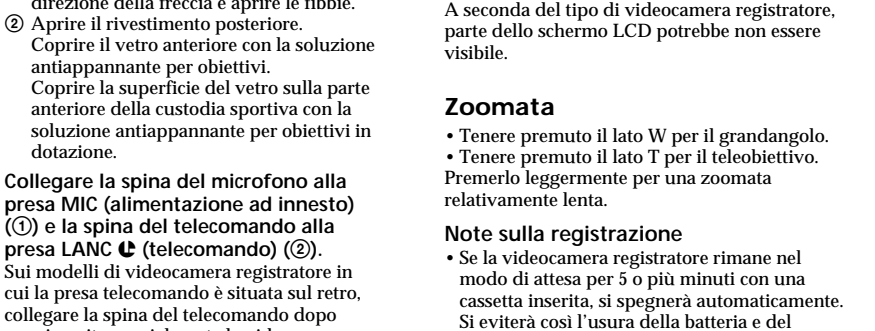 direzione della freccia e aprire le fibbie.
② Aprire il rivestimento posteriore.
Coprire il vetro anteriore con la soluzione
antiappannante per obiettivi.
Coprire la superficie del vetro sulla parte
anteriore della custodia sportiva con la
soluzione antiappannante per obiettivi in
dotazione.
Collegare la spina del microfono alla
presa MIC (alimentazione ad innesto)
(①) e la spina del telecomando alla
presa LANC (telecomando) (②).
Sui modelli di videocamera registratore in
cui la presa telecomando è situata sul retro,
collegare la spina del telecomando dopo
A seconda del tipo di videocamera registratore,
parte dello schermo LCD potrebbe non essere
visibile.
Zoomata
• Tenere premuto il lato W per il grandangolo.
• Tenere premuto il lato T per il teleobiettivo.
Premerlo leggermente per una zoomata
relativamente lenta.
Note sulla registrazione
• Se la videocamera registratore rimane nel
modo di attesa per 5 o più minuti con una
cassetta inserita, si spegnerà automaticamente.
Si eviterà così l'usura della batteria e del